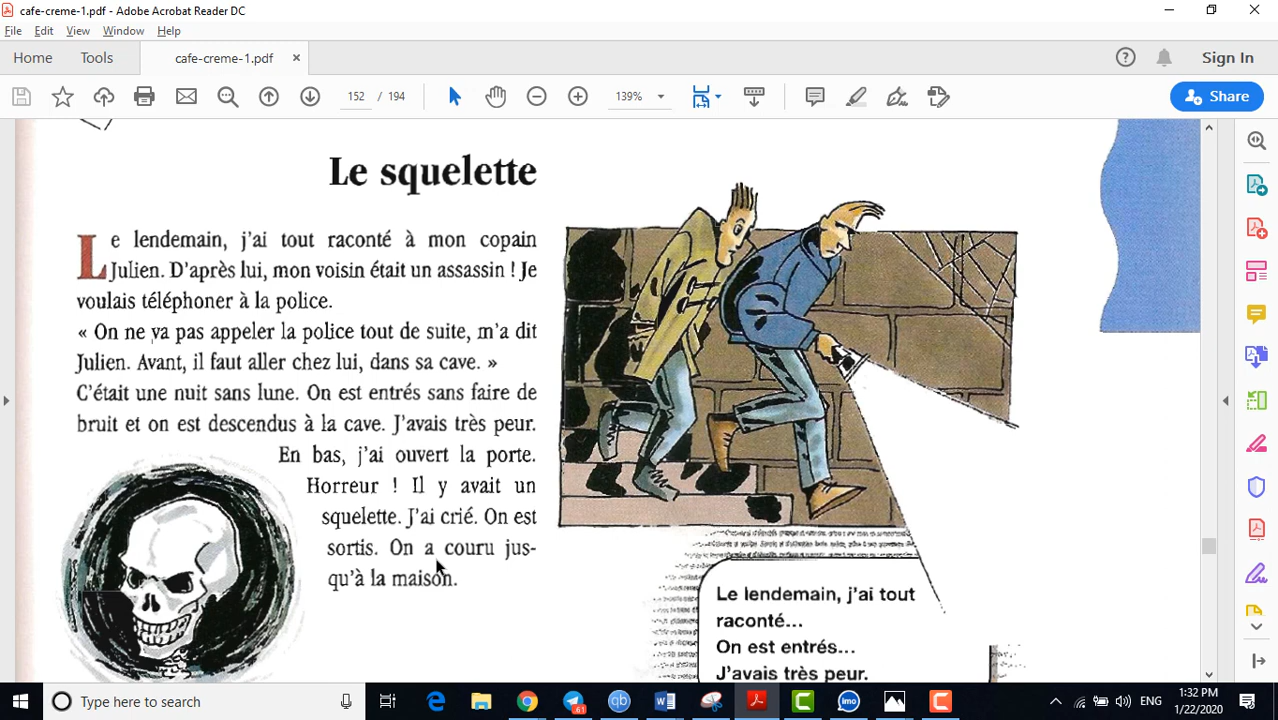 cafe-creme-1.pdf - Adobe Acrobat Reader DC
File Edit View Window Help
Home Tools cafe-creme-1.pdf × Sign In
152 / 194 139% Share
Le squelette
Le lendemain, j'ai tout raconté à mon copain
Julien. D'après lui, mon voisin était un assassin ! Je
voulais téléphoner à la police.
« On ne va pas appeler la police tout de suite, m'a dit
Julien. Avant, il faut aller chez lui, dans sa cave. »
C'était une nuit sans lune. On est entrés sans faire de
bruit et on est descendus à la cave. J'avais très peur.
En bas, j'ai ouvert la porte.
Horreur ! Il y avait un
squelette. J'ai crié. On est
sortis. On a couru jus-
qu'à la maison.
Le lendemain, j'ai tout
raconté...
On est entrés...
J'avais très peur.
Type here to search
61
qb
W
imo
C
C
ENG
1:32 PM
1/22/2020